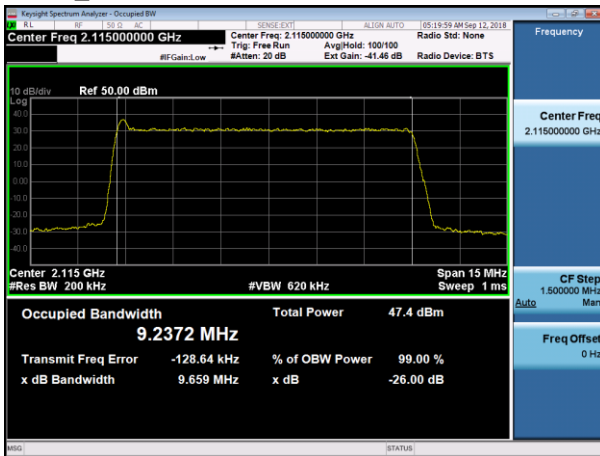 Keysight Spectrum Analyzer - Occupied BW
RL RF 50 Ω AC SENSE:EXT ALIGN AUTO 05:19:59 AM Sep 12, 2018
Center Freq 2.115000000 GHz
Center Freq: 2.115000000 GHz Radio Std: None
Trig: Free Run Avg|Hold: 100/100
#IFGain:Low #Atten: 20 dB Ext Gain: -41.46 dB Radio Device: BTS
10 dB/div Ref 50.00 dBm
Log
40.0
30.0
20.0
10.0
0.00
-10.0
-20.0
-30.0
-40.0
Center 2.115 GHz Span 15 MHz
#Res BW 200 kHz #VBW 620 kHz Sweep 1 ms
Occupied Bandwidth Total Power 47.4 dBm
9.2372 MHz
Transmit Freq Error -128.64 kHz % of OBW Power 99.00 %
x dB Bandwidth 9.659 MHz x dB -26.00 dB
MSG STATUS
Frequency
Center Freq
2.115000000 GHz
CF Step
1.500000 MHz
Auto Man
Freq Offset
0 Hz